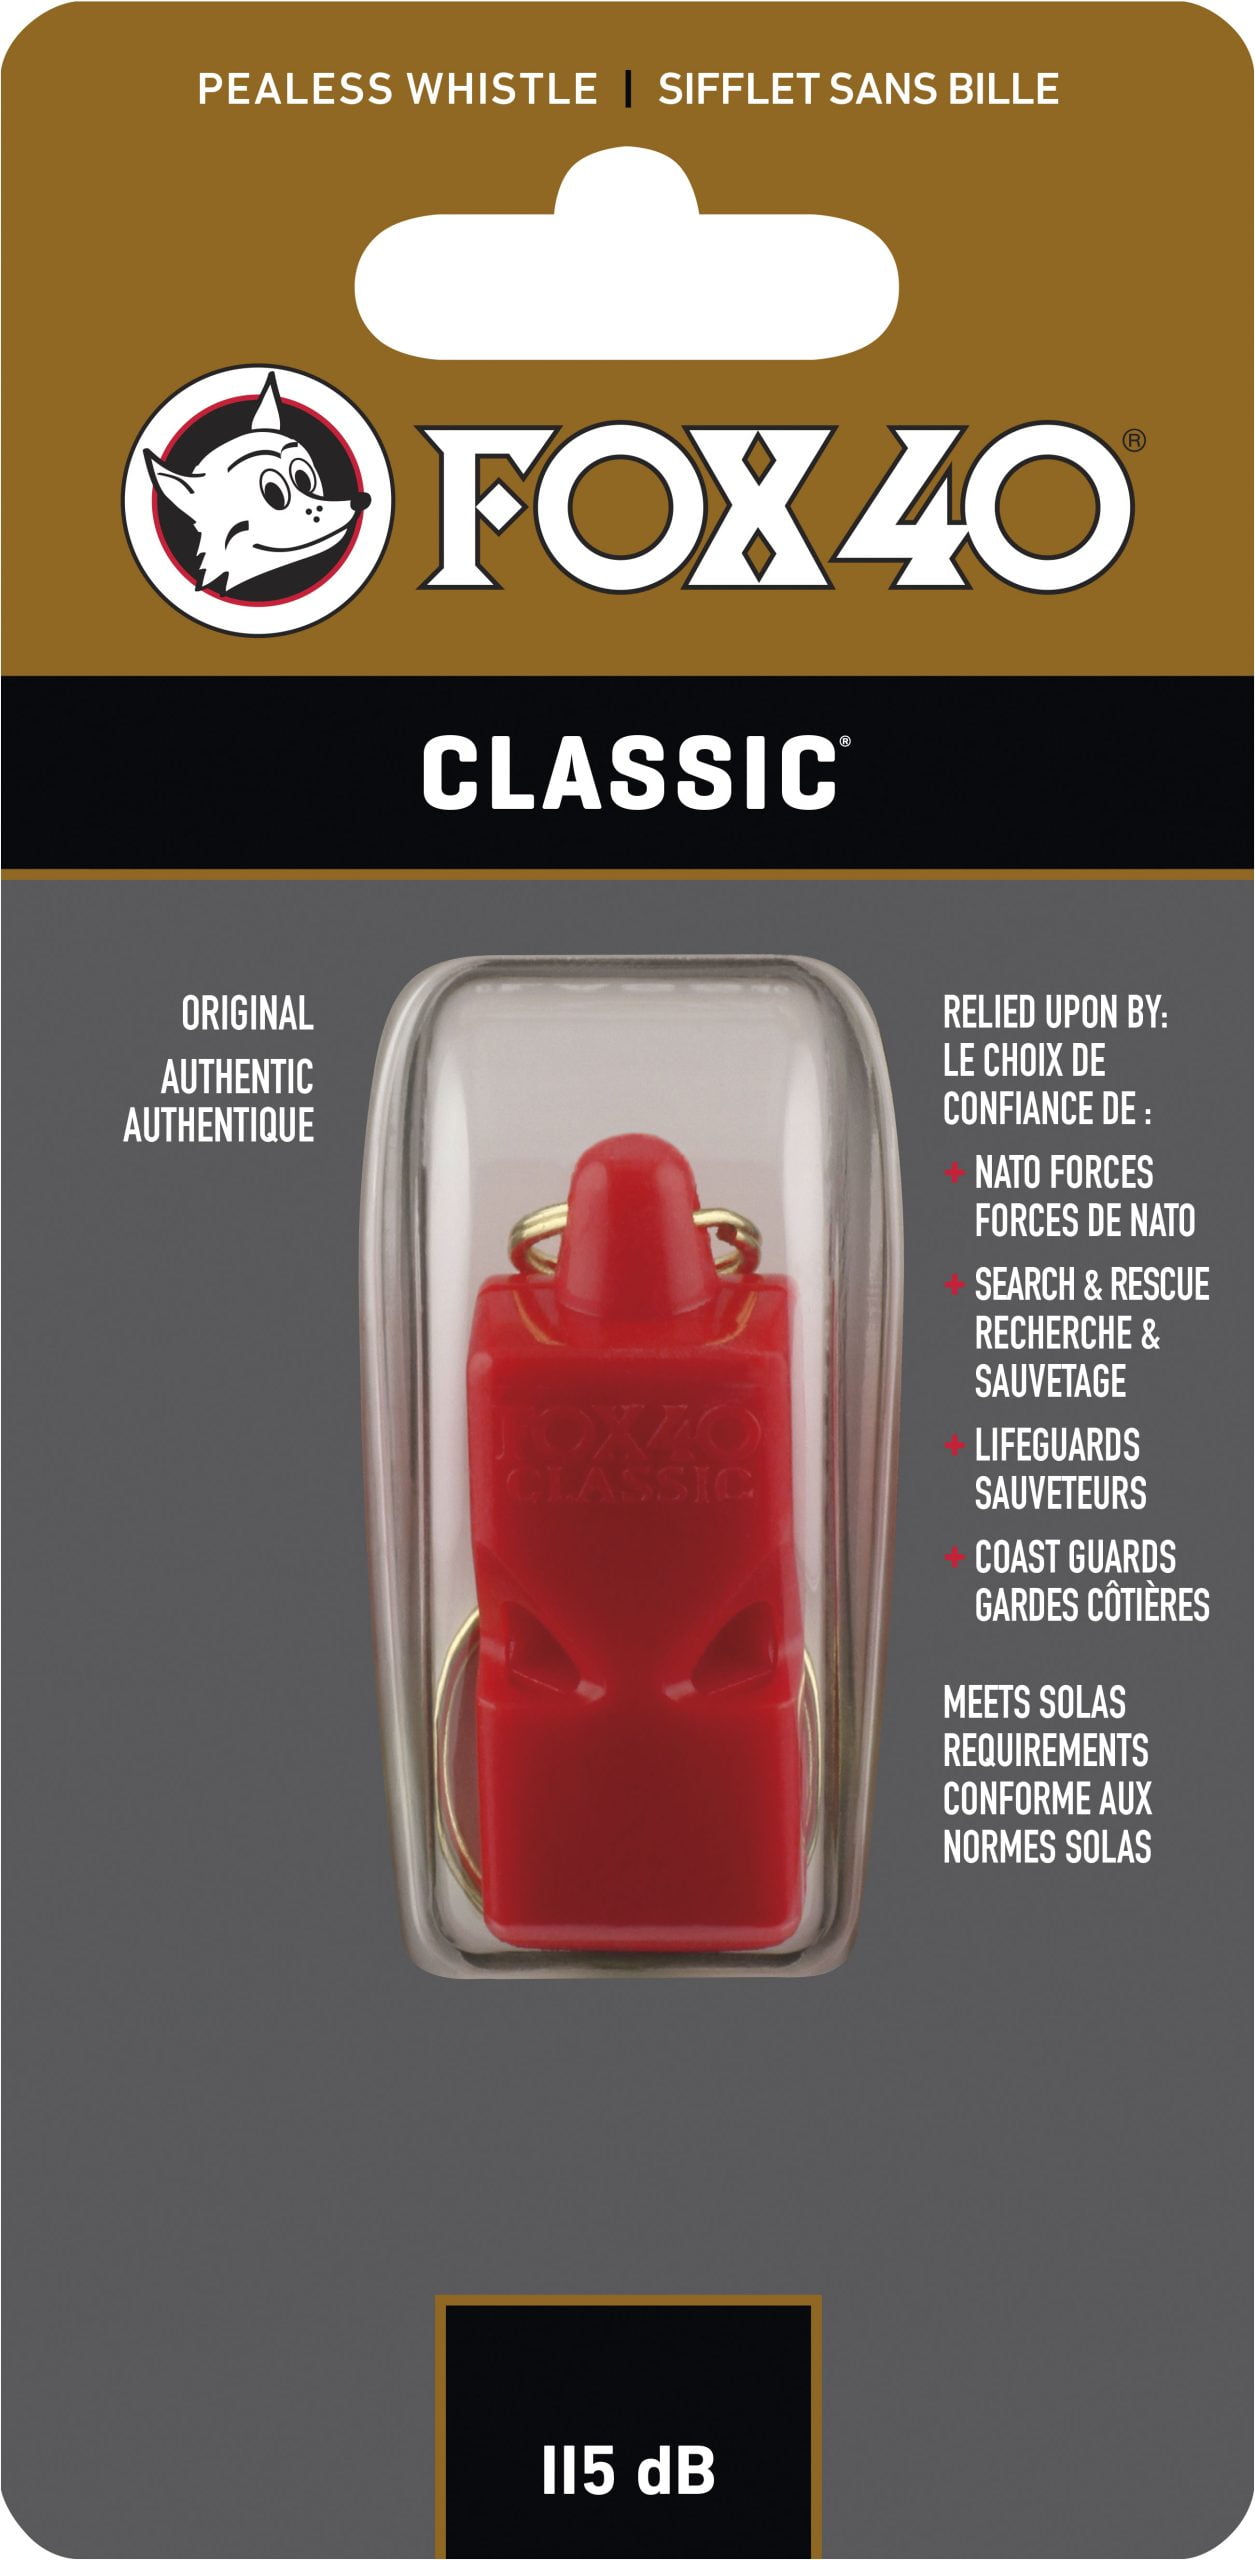 PEALESS WHISTLE | SIFFLET SANS BILLE
FOX 40®
CLASSIC®
ORIGINAL
AUTHENTIC
AUTHENTIQUE
RELIED UPON BY:
LE CHOIX DE
CONFIANCE DE :
+ NATO FORCES
FORCES DE NATO
+ SEARCH & RESCUE
RECHERCHE &
SAUVETAGE
+ LIFEGUARDS
SAUVETEURS
+ COAST GUARDS
GARDES CÔTIÈRES
MEETS SOLAS
REQUIREMENTS
CONFORME AUX
NORMES SOLAS
FOX 40
CLASSIC
115 dB